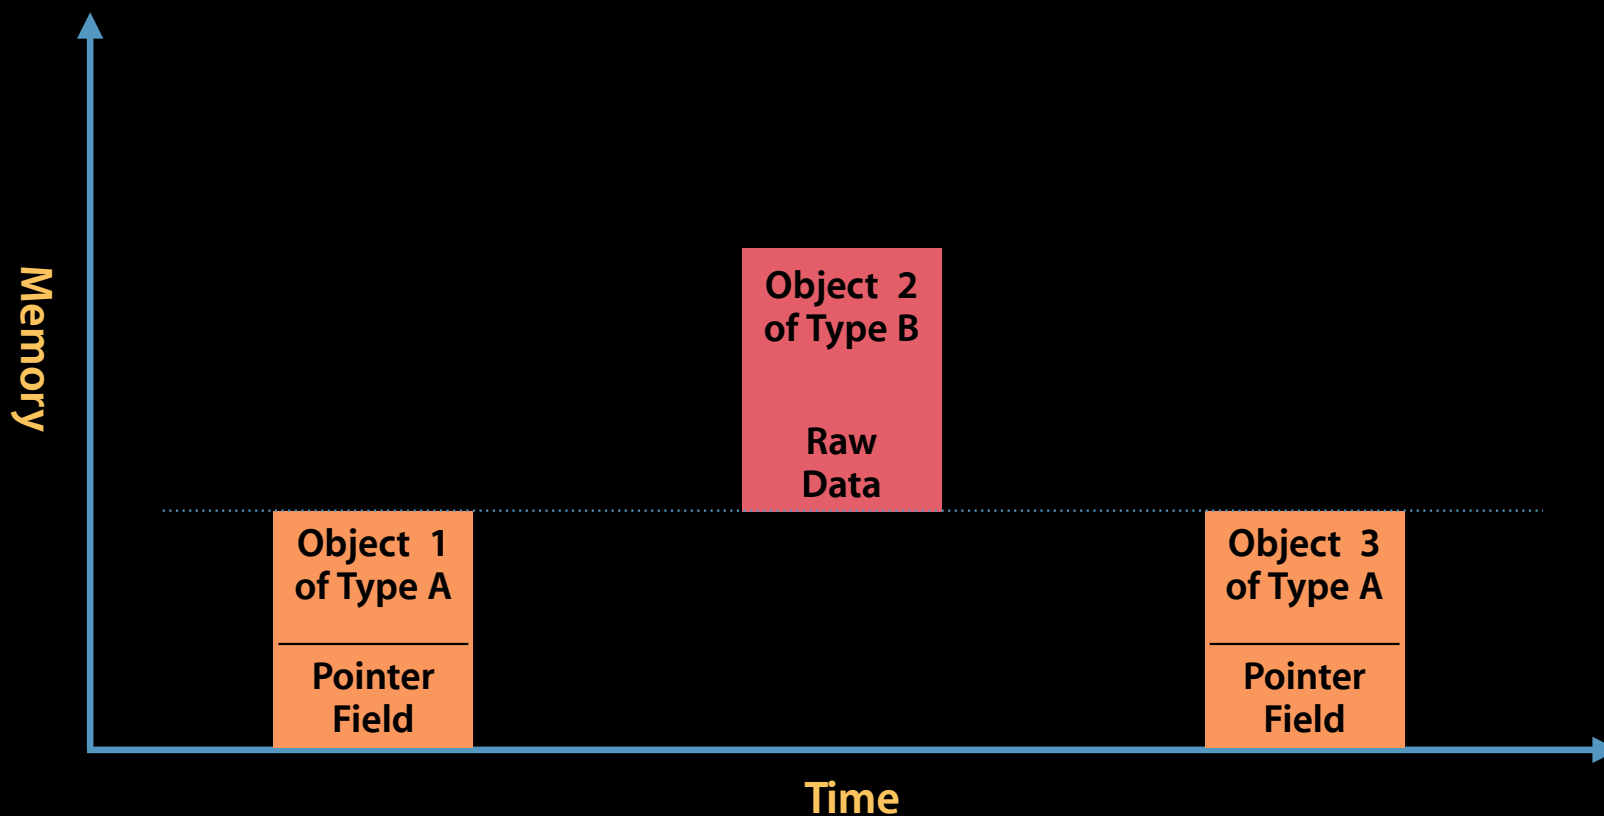 Memory
Object 2
of Type B
Raw
Data
Object 1
of Type A
Pointer
Field
Object 3
of Type A
Pointer
Field
Time